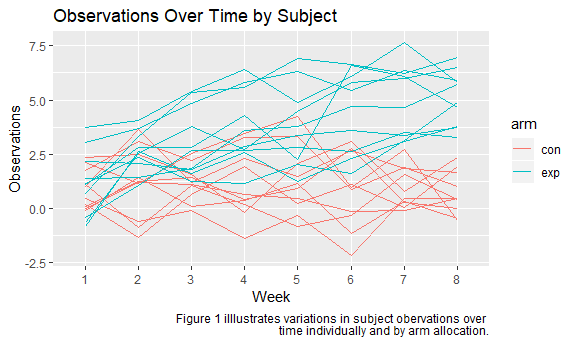 Observations Over Time by Subject
Observations
7.5
5.0
2.5
0.0
-2.5
1 2 3 4 5 6 7 8
Week
arm
con
exp
Figure 1 illlustrates variations in subject obervations over
time individually and by arm allocation.